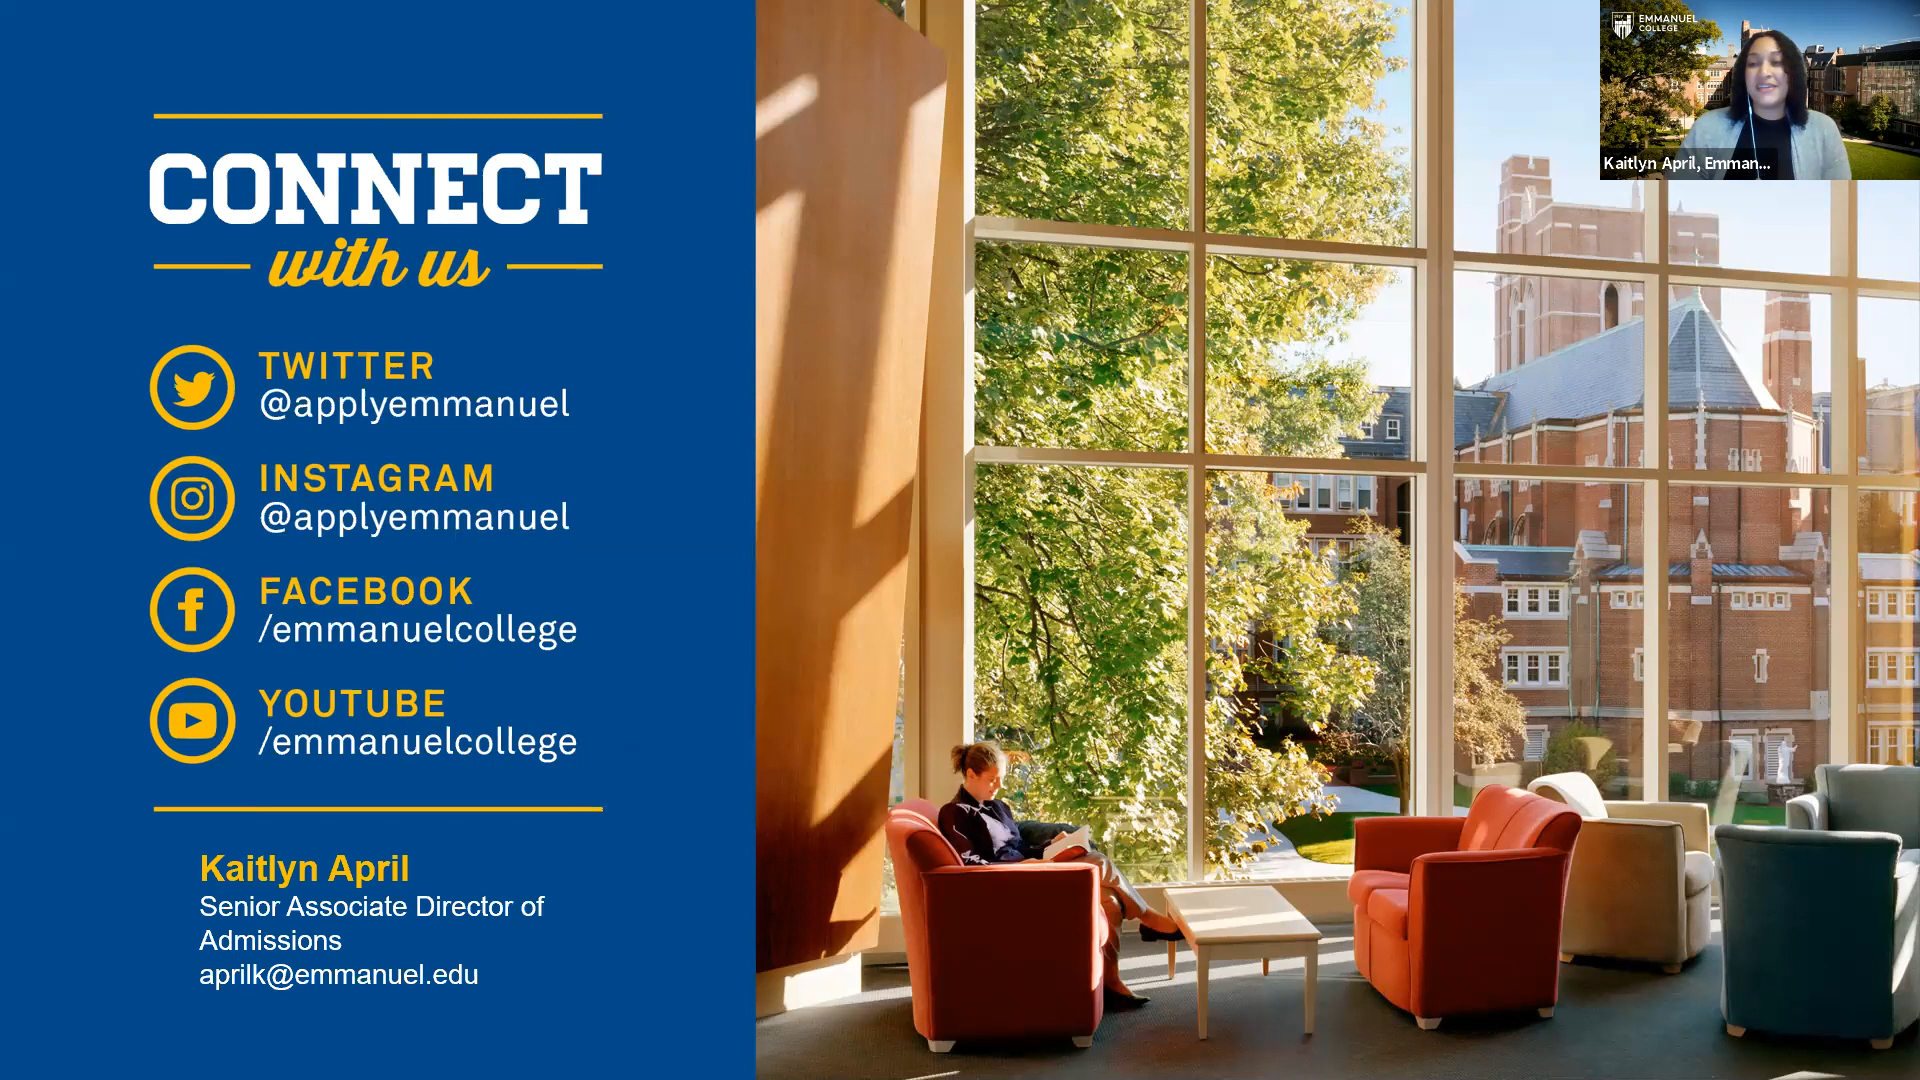 CONNECT
with us
TWITTER
@applyemmanuel
INSTAGRAM
@applyemmanuel
FACEBOOK
/emmanuelcollege
YOUTUBE
/emmanuelcollege
Kaitlyn April
Senior Associate Director of
Admissions
aprilk@emmanuel.edu
EMMANUEL
COLLEGE
Kaitlyn April, Emman...